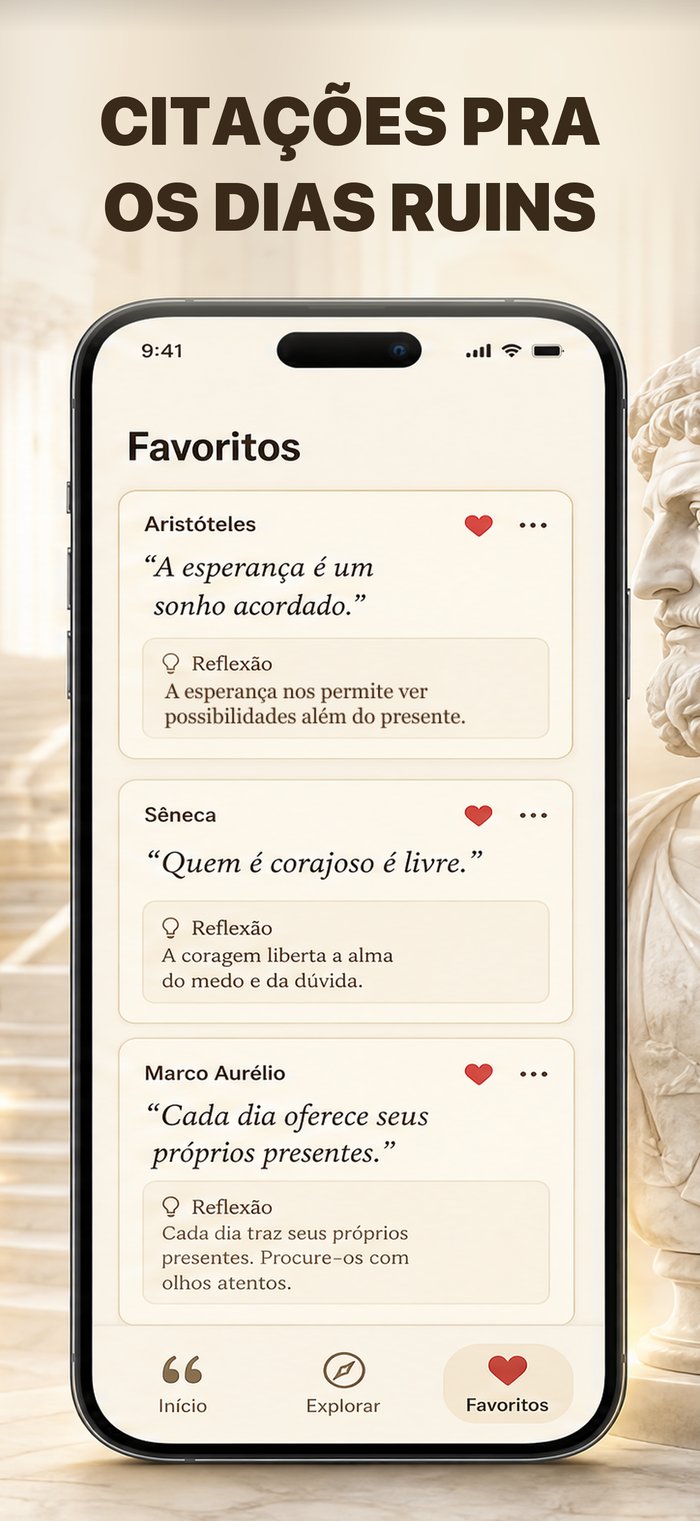 CITAÇÕES PRA
OS DIAS RUINS
9:41
Favoritos
Aristóteles
“A esperança é um
sonho acordado.”
Reflexão
A esperança nos permite ver
possibilidades além do presente.
Sêneca
“Quem é corajoso é livre.”
Reflexão
A coragem liberta a alma
do medo e da dúvida.
Marco Aurélio
“Cada dia oferece seus
próprios presentes.”
Reflexão
Cada dia traz seus próprios
presentes. Procure-os com
olhos atentos.
Início
Explorar
Favoritos